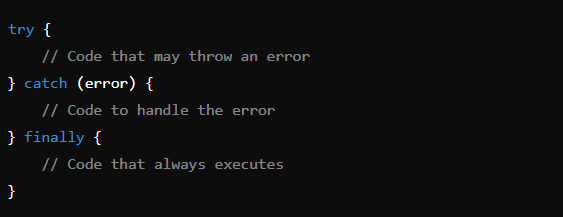 try {
    // Code that may throw an error
} catch (error) {
    // Code to handle the error
} finally {
    // Code that always executes
}